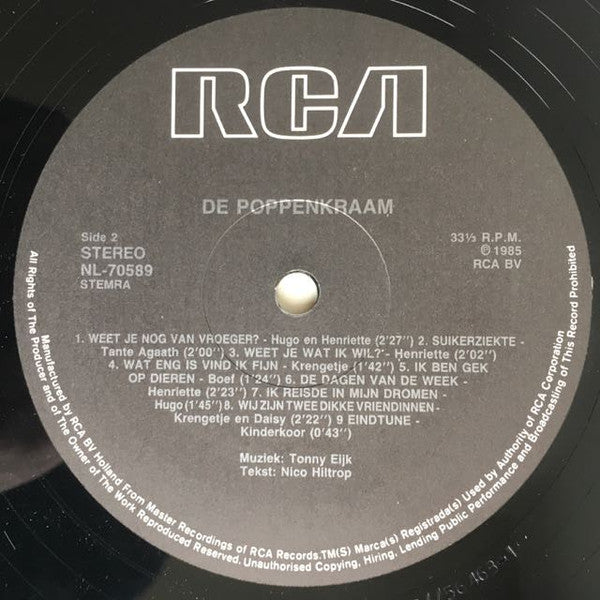 RCA
DE POPPENKRAAM
Side 2
STEREO
NL-70589
STEMRA
33⅓ R.P.M.
℗ 1985
RCA BV
1. WEET JE NOG VAN VROEGER? - Hugo en Henriette (2'27'') 2. SUIKERZIEKTE -
Tante Agaath (2'00'') 3. WEET JE WAT IK WIL?'- Henriette (2'02'')
4. WAT ENG IS VIND IK FIJN - Krengetje (1'42'') 5. IK BEN GEK
OP DIEREN - Boef (1'24'') 6. DE DAGEN VAN DE WEEK -
Henriette (2'23'') 7. IK REISDE IN MIJN DROMEN -
Hugo (1'45'') 8. WIJ ZIJN TWEE DIKKE VRIENDINNEN-
Krengetje en Daisy (2'22'') 9 EINDTUNE -
Kinderkoor (0'43'')
Muziek: Tonny Eijk
Tekst: Nico Hiltrop
All Rights of The Manufactured by RCA BV Holland From Master Recordings of RCA Records.TM(S) Marca(s) Registrada(s) Used by Authority of RCA Corporation
Producer and of The Owner of The Work Reproduced Reserved. Unauthorised Copying, Hiring, Lending Public Performance and Broadcasting of This Record Prohibited